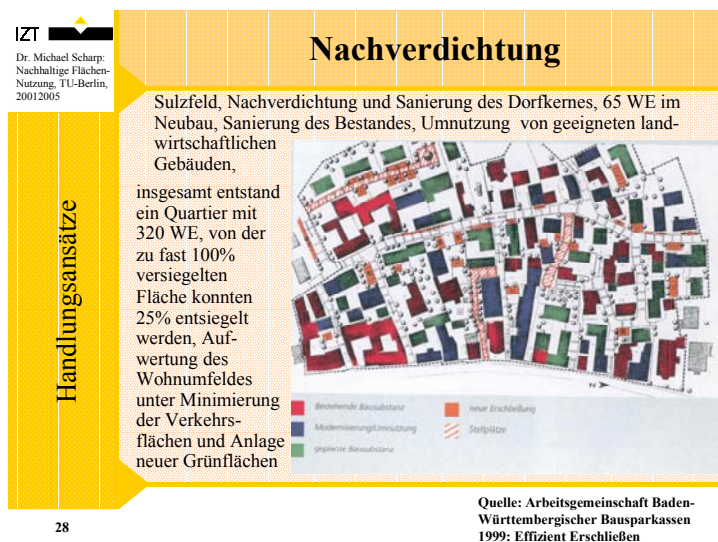 IZT
Dr. Michael Scharp:
Nachhaltige Flächen-
Nutzung, TU-Berlin,
20012005
Nachverdichtung
Sulzfeld, Nachverdichtung und Sanierung des Dorfkernes, 65 WE im
Neubau, Sanierung des Bestandes, Umnutzung von geeigneten land-
wirtschaftlichen
Gebäuden,
insgesamt entstand
ein Quartier mit
320 WE, von der
zu fast 100%
versiegelten
Fläche konnten
25% entsiegelt
werden, Auf-
wertung des
Wohnumfeldes
unter Minimierung
der Verkehrs-
flächen und Anlage
neuer Grünflächen
Handlungsansätze
N
Bestehende Bausubstanz
Modernisierung/Umnutzung
geplante Bausubstanz
neue Erschließung
Stellplätze
Quelle: Arbeitsgemeinschaft Baden-
Württembergischer Bausparkassen
1999: Effizient Erschließen
28